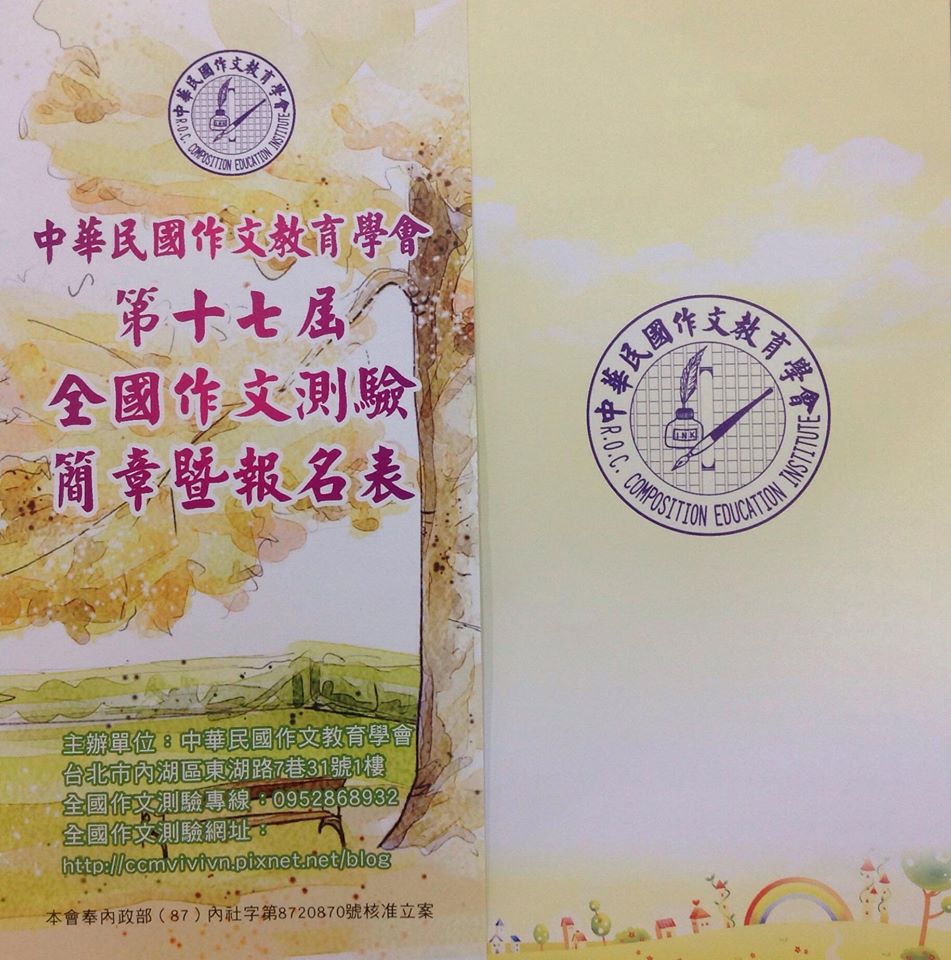 中華民國作文教育學會
R.O.C. COMPOSITION EDUCATION INSTITUTE
中華民國作文教育學會
第十七屆
全國作文測驗
簡章暨報名表
主辦單位：中華民國作文教育學會
台北市內湖區東湖路7巷31號1樓
全國作文測驗專線：0952868932
全國作文測驗網址：
http://ccmvivivn.pixnet.net/blog
本會奉內政部（87）內社字第8720870號核准立案
中華民國作文教育學會
INK
R.O.C. COMPOSITION EDUCATION INSTITUTE